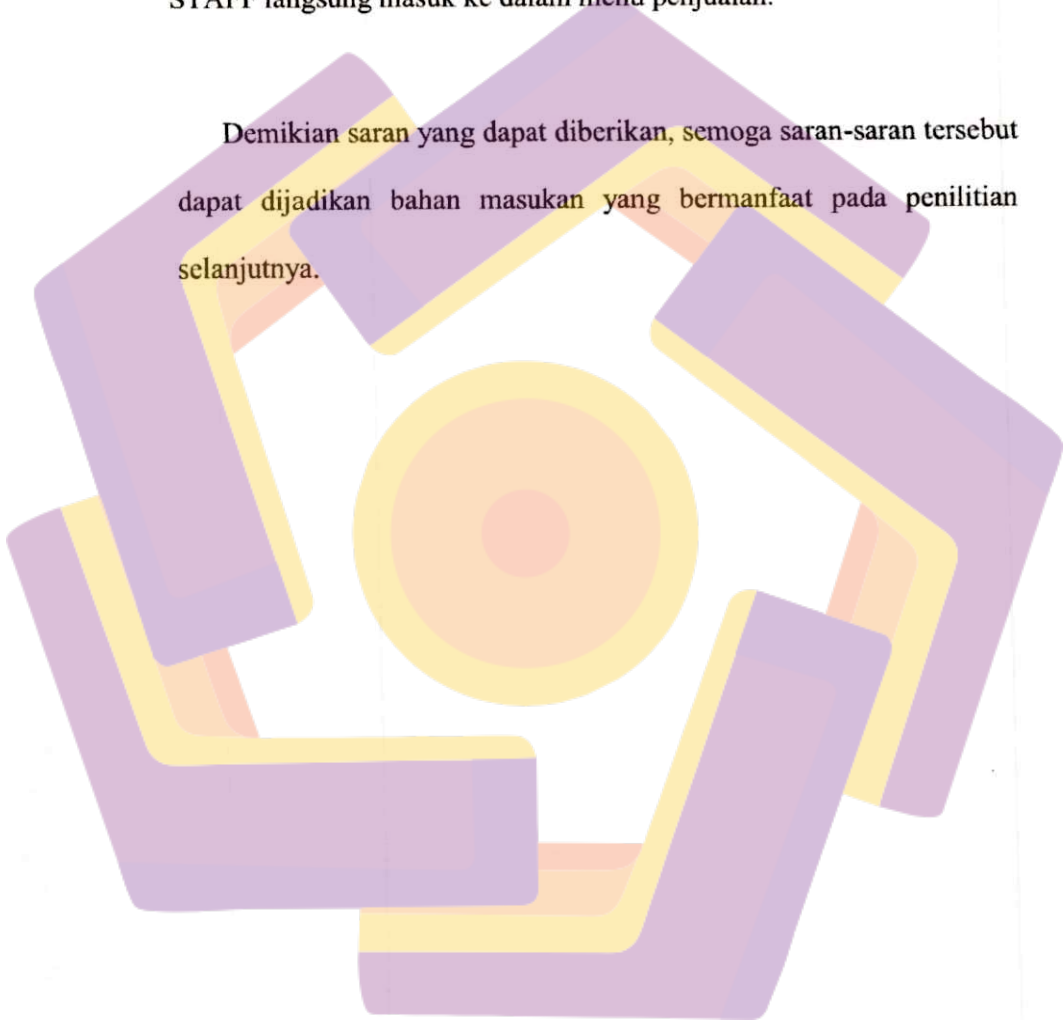 STAFF langsung masuk ke dalam menu penjualan.
Demikian saran yang dapat diberikan, semoga saran-saran tersebut
dapat dijadikan bahan masukan yang bermanfaat pada penilitian
selanjutnya.